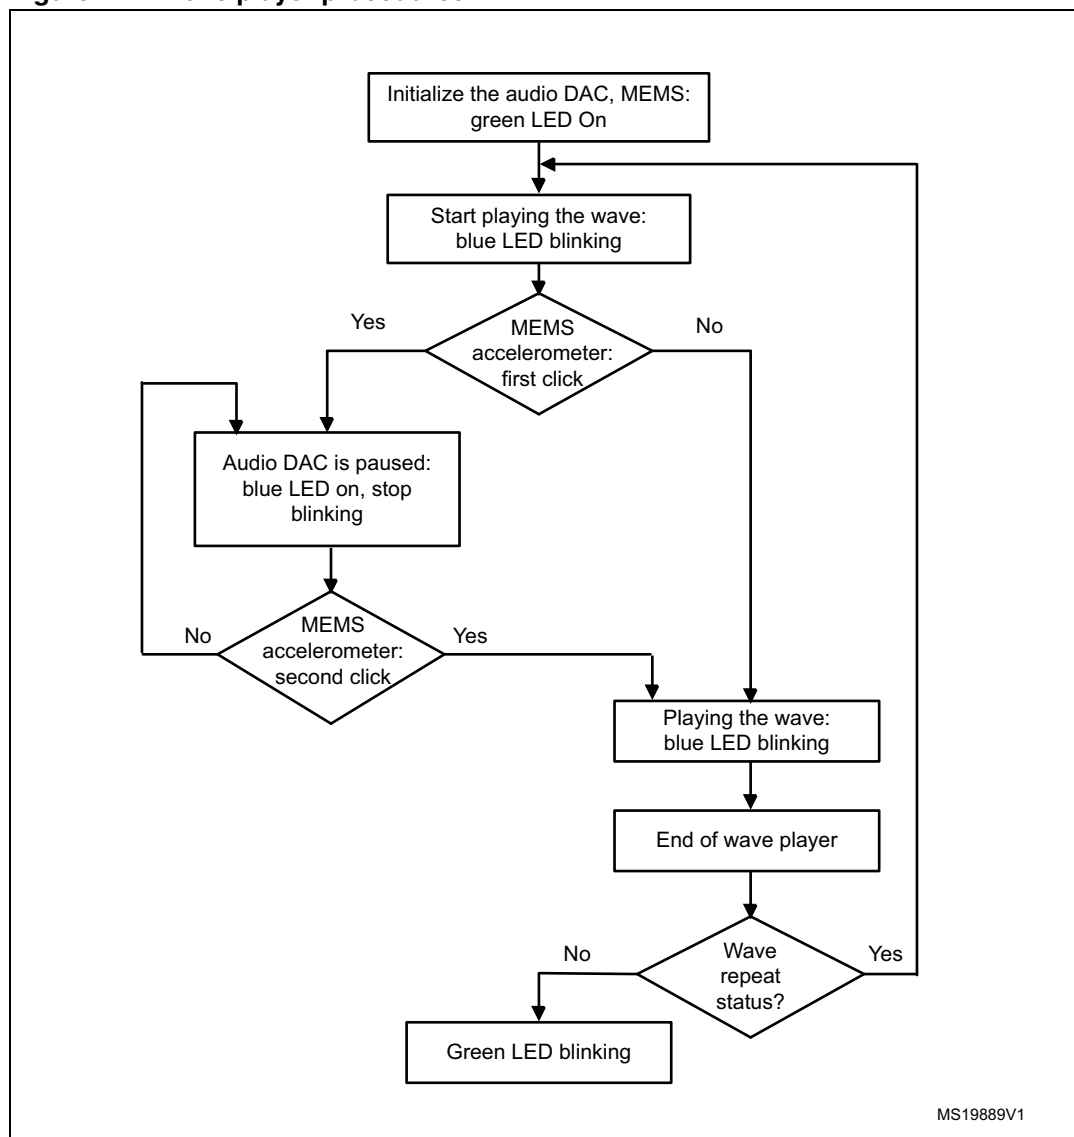 Initialize the audio DAC, MEMS:
green LED On
Start playing the wave:
blue LED blinking
Yes
MEMS
accelerometer:
first click
No
Audio DAC is paused:
blue LED on, stop
blinking
No
MEMS
accelerometer:
second click
Yes
Playing the wave:
blue LED blinking
End of wave player
No
Wave
repeat
status?
Yes
Green LED blinking
MS19889V1